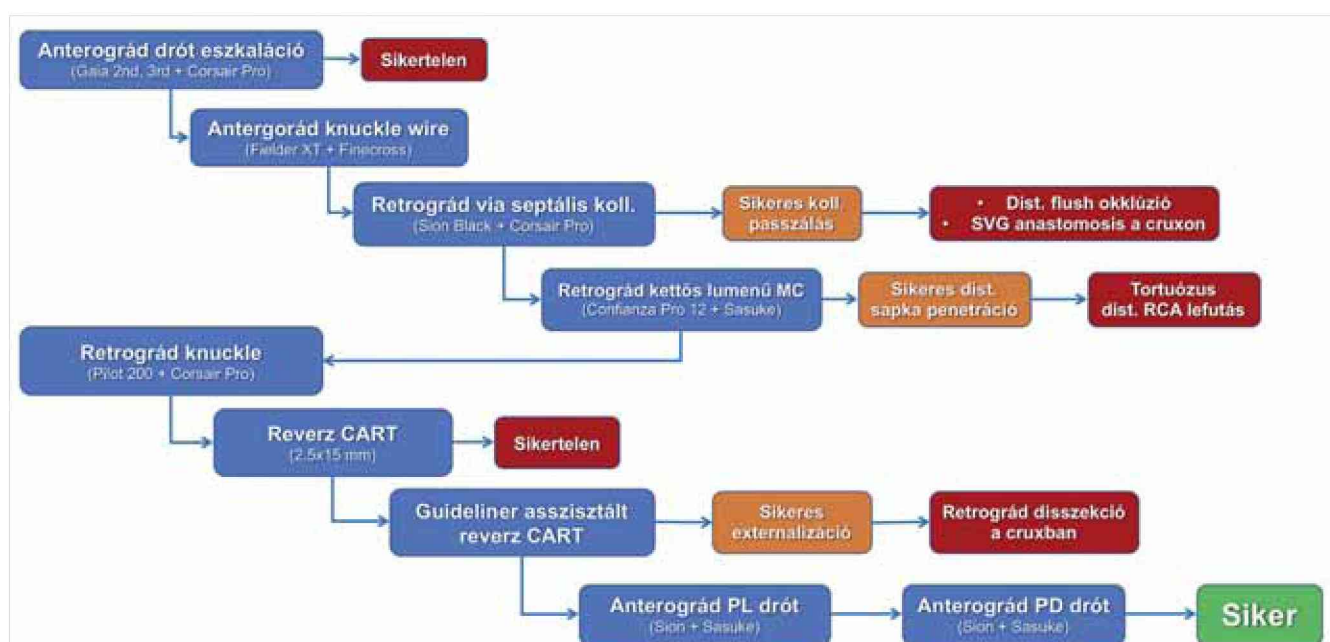 Anterográd drót eszkaláció
(Gaia 2nd, 3rd + Corsair Pro)
Sikertelen
Antergorád knuckle wire
(Fielder XT + Finecross)
Retrográd via septális koll.
(Sion Black + Corsair Pro)
Sikeres koll.
passzálás
• Dist. flush okklúzió
• SVG anastomosis a cruxon
Retrográd kettős lumenű MC
(Confianza Pro 12 + Sasuke)
Sikeres dist.
sapka penetráció
Tortuózus
dist. RCA lefutás
Retrográd knuckle
(Pilot 200 + Corsair Pro)
Reverz CART
(2.5x15 mm)
Sikertelen
Guideliner asszisztált
reverz CART
Sikeres
externalizáció
Retrográd disszekció
a cruxban
Anterográd PL drót
(Sion + Sasuke)
Anterográd PD drót
(Sion + Sasuke)
Siker